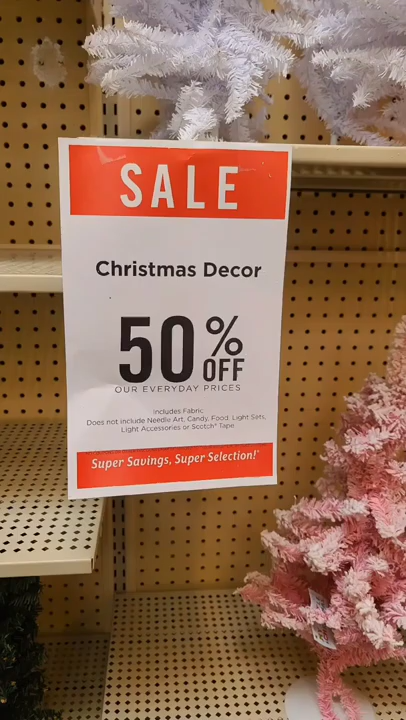 SALE
Christmas Decor
50% OFF
OUR EVERYDAY PRICES
Includes Fabric
Does not include Needle Art, Candy, Food, Light Sets,
Light Accessories or Scotch® Tape
Super Savings, Super Selection!®